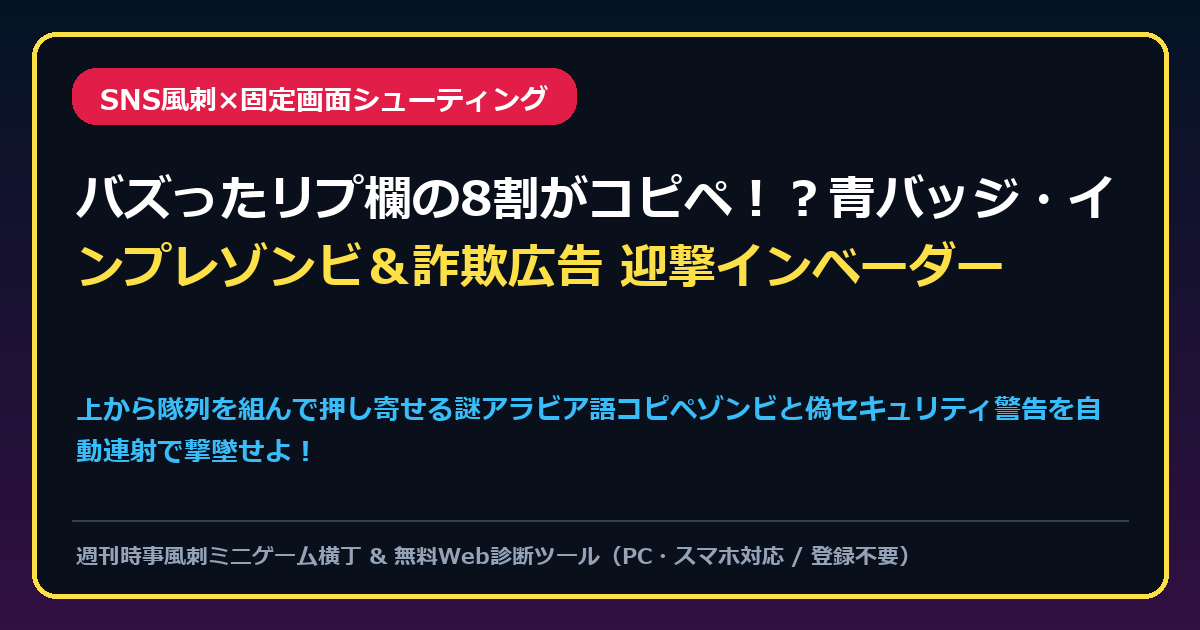 SNS風刺×固定画面シューティング
バズったリプ欄の8割がコピペ！？青バッジ・イ
ンプレゾンビ＆詐欺広告 迎撃インベーダー
上から隊列を組んで押し寄せる謎アラビア語コピペゾンビと偽セキュリティ警告を自
動連射で撃墜せよ！
週刊時事風刺ミニゲーム横丁 & 無料Web診断ツール（PC・スマホ対応 / 登録不要）